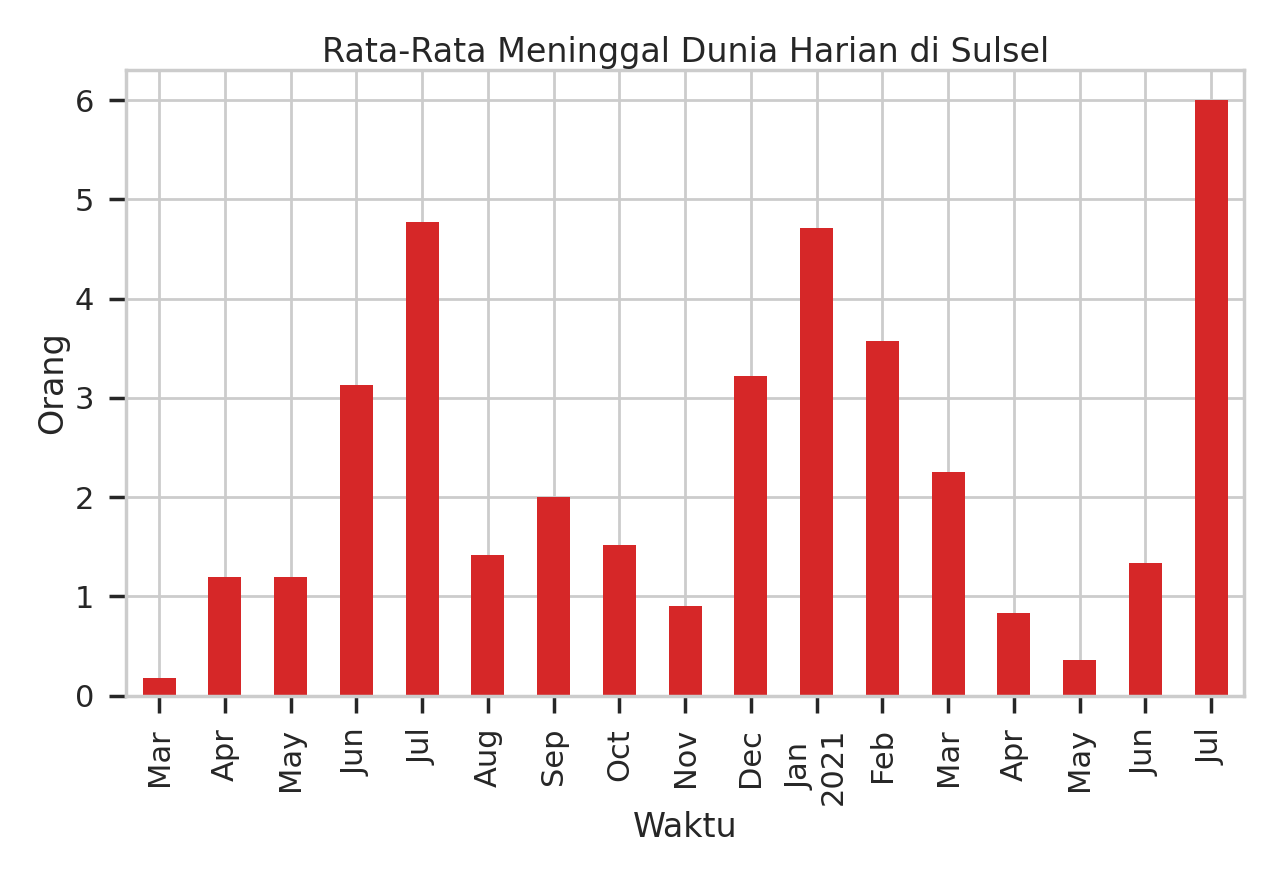 Rata-Rata Meninggal Dunia Harian di Sulsel
6
5
4
3
2
1
0
Orang
Mar
Apr
May
Jun
Jul
Aug
Sep
Oct
Nov
Dec
Jan
2021
Feb
Mar
Apr
May
Jun
Jul
Waktu